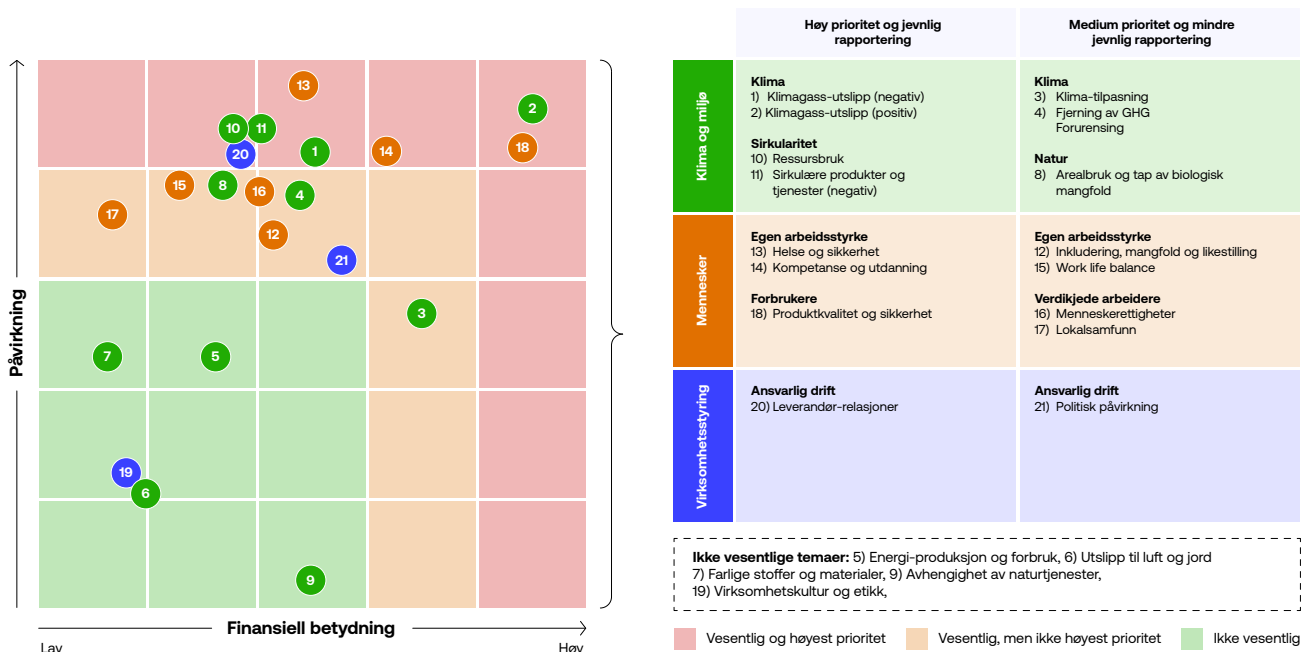 Påvirkning
13
2
10
11
20
1
14
18
15
8
16
4
17
12
21
3
7
5
19
6
9
Finansiell betydning
Lav
Høy
Høy prioritet og jevnlig
rapportering
Medium prioritet og mindre
jevnlig rapportering
Klima og miljø
Klima
1) Klimagass-utslipp (negativ)
2) Klimagass-utslipp (positiv)
Sirkularitet
10) Ressursbruk
11) Sirkulære produkter og
tjenester (negativ)
Klima
3) Klima-tilpasning
4) Fjerning av GHG
Forurensing
Natur
8) Arealbruk og tap av biologisk
mangfold
Mennesker
Egen arbeidsstyrke
13) Helse og sikkerhet
14) Kompetanse og utdanning
Forbrukere
18) Produktkvalitet og sikkerhet
Egen arbeidsstyrke
12) Inkludering, mangfold og likestilling
15) Work life balance
Verdikjede arbeidere
16) Menneskerettigheter
17) Lokalsamfunn
Virksomhetsstyring
Ansvarlig drift
20) Leverandør-relasjoner
Ansvarlig drift
21) Politisk påvirkning
Ikke vesentlige temaer: 5) Energi-produksjon og forbruk, 6) Utslipp til luft og jord
7) Farlige stoffer og materialer, 9) Avhengighet av naturtjenester,
19) Virksomhetskultur og etikk,
Vesentlig og høyest prioritet
Vesentlig, men ikke høyest prioritet
Ikke vesentlig